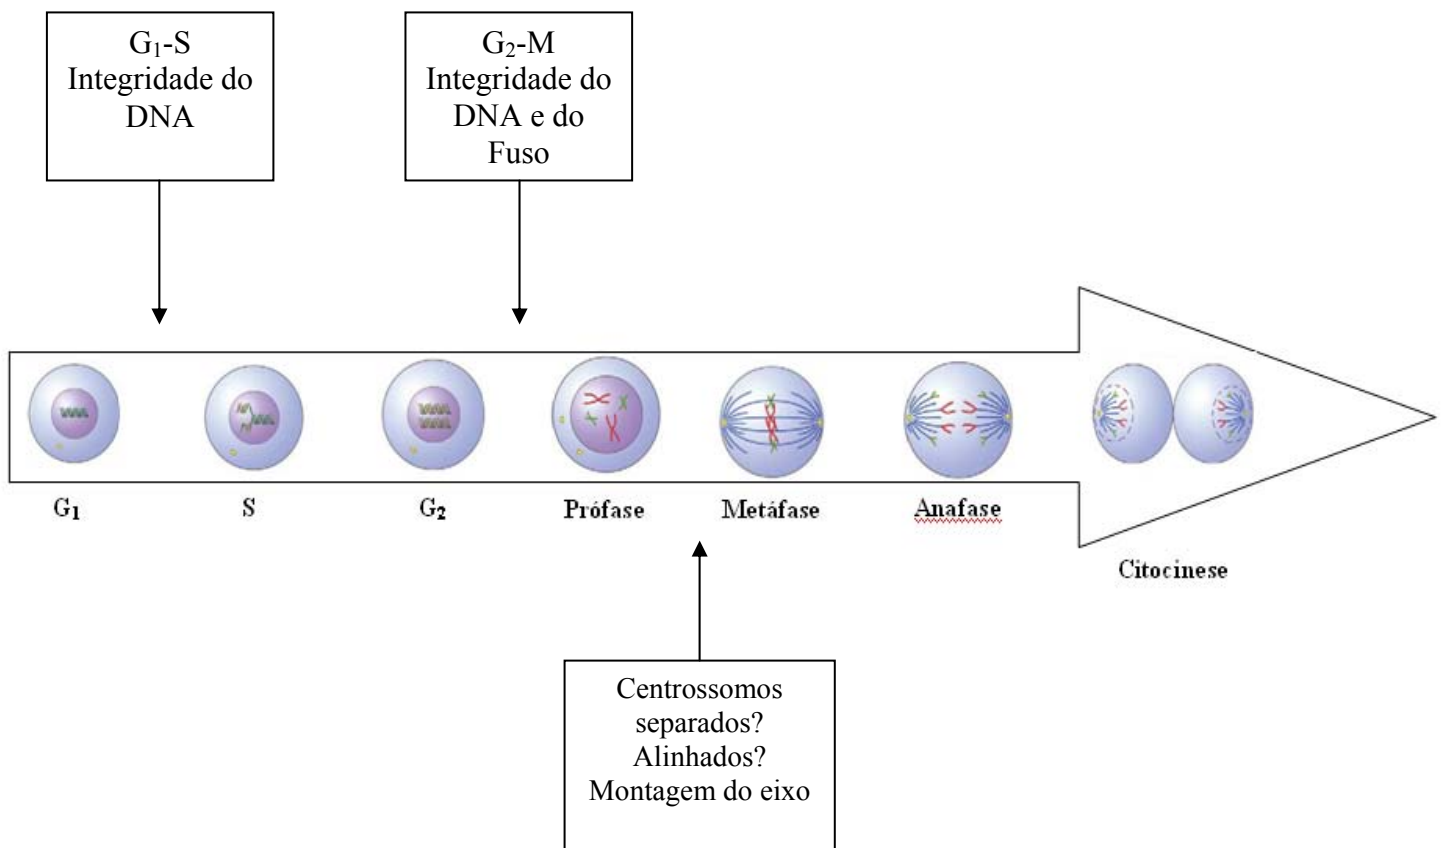 G₁-S
Integridade do
DNA
G₂-M
Integridade do
DNA e do
Fuso
G₁
S
G₂
Prófase
Metáfase
Anafase
Citocinese
Centrossomos
separados?
Alinhados?
Montagem do eixo